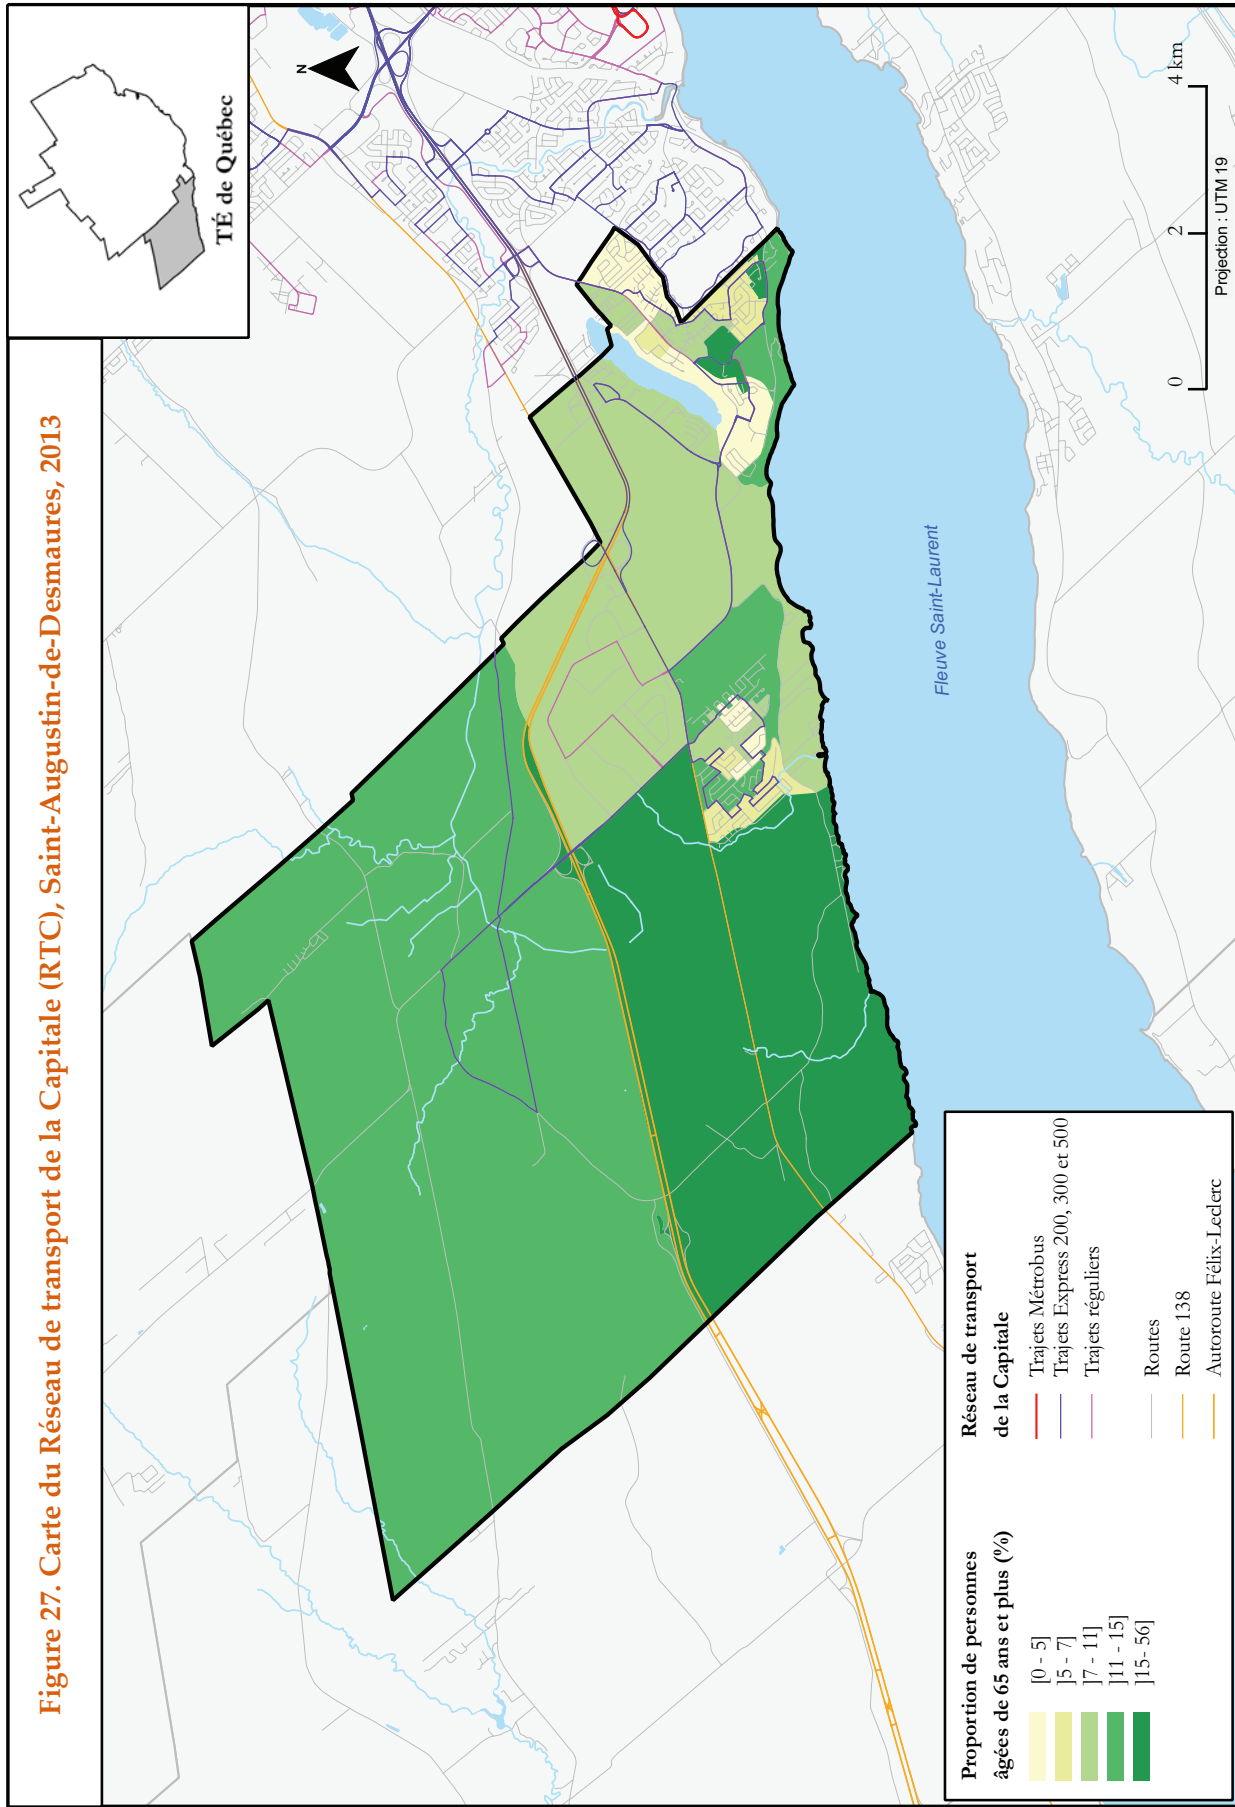 Figure 27. Carte du Réseau de transport de la Capitale (RTC), Saint-Augustin-de-Desmaures, 2013
TÉ de Québec
N
Fleuve Saint-Laurent
Proportion de personnes
âgées de 65 ans et plus (%)
[0 - 5]
]5 - 7]
]7 - 11]
]11 - 15]
]15- 56]
Réseau de transport
de la Capitale
Trajets Métrobus
Trajets Express 200, 300 et 500
Trajets réguliers
Routes
Route 138
Autoroute Félix-Leclerc
0 2 4 km
Projection : UTM 19